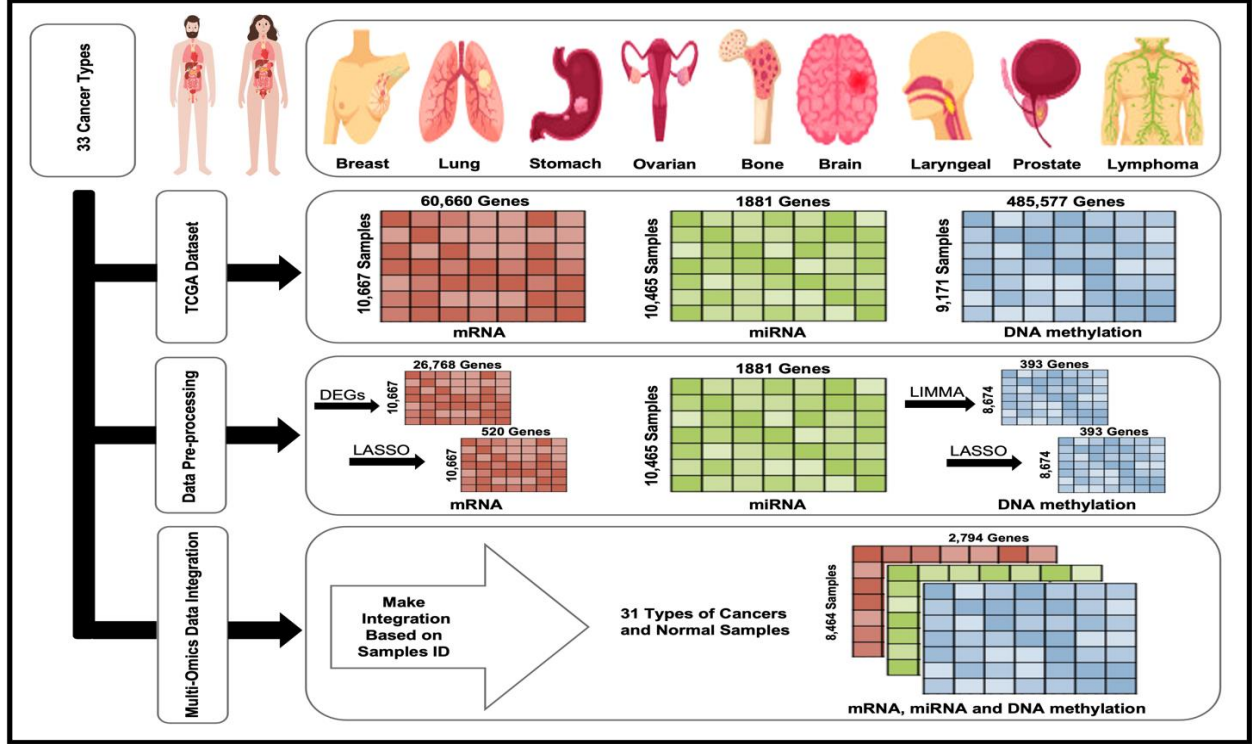 33 Cancer Types
Breast
Lung
Stomach
Ovarian
Bone
Brain
Laryngeal
Prostate
Lymphoma
TCGA Dataset
60,660 Genes
10,667 Samples
mRNA
1881 Genes
10,465 Samples
miRNA
485,577 Genes
9,171 Samples
DNA methylation
Data Pre-processing
DEGs
26,768 Genes
10,667
LASSO
520 Genes
10,667
mRNA
1881 Genes
10,465 Samples
miRNA
LIMMA
393 Genes
8,674
LASSO
393 Genes
8,674
DNA methylation
Multi-Omics Data Integration
Make
Integration
Based on
Samples ID
31 Types of Cancers
and Normal Samples
2,794 Genes
8,464 Samples
mRNA, miRNA and DNA methylation